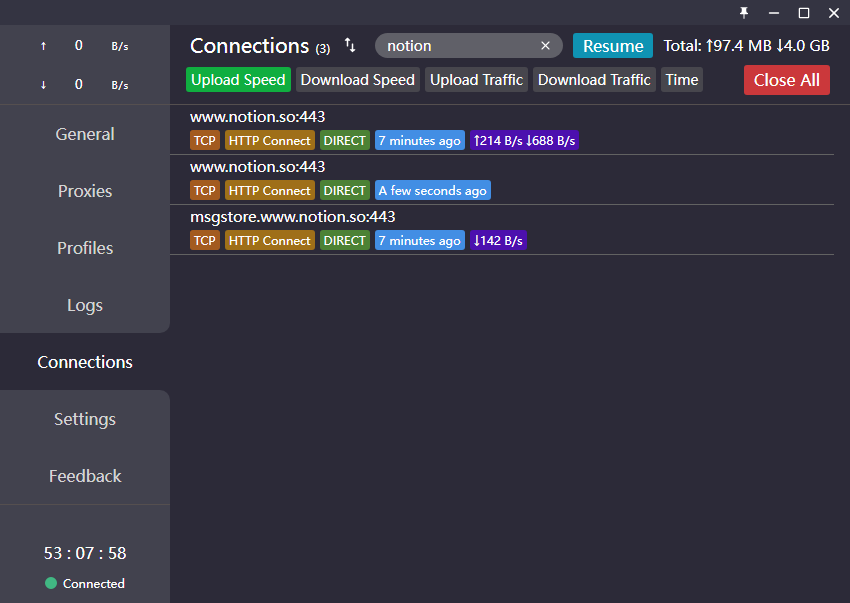 ↑ 0 B/s
↓ 0 B/s
General
Proxies
Profiles
Logs
Connections
Settings
Feedback
53 : 07 : 58
Connected
Connections (3) notion Resume Total: ↑97.4 MB ↓4.0 GB
Upload Speed Download Speed Upload Traffic Download Traffic Time Close All
www.notion.so:443
TCP HTTP Connect DIRECT 7 minutes ago ↑214 B/s ↓688 B/s
www.notion.so:443
TCP HTTP Connect DIRECT A few seconds ago
msgstore.www.notion.so:443
TCP HTTP Connect DIRECT 7 minutes ago ↓142 B/s